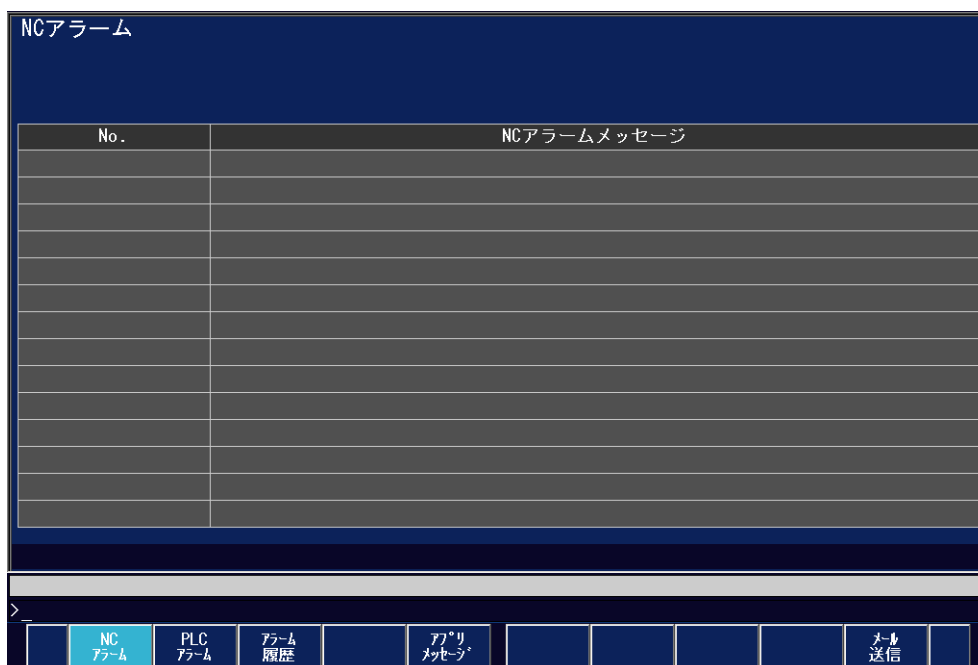 NCアラーム
No. NCアラームメッセージ
>_
NC PLC アラーム アプリ メール
アラーム アラーム 履歴 メッセージ 送信